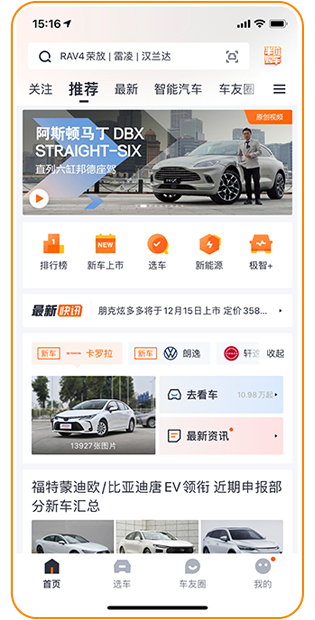 15:16
RAV4荣放 | 雷凌 | 汉兰达
关注 推荐 最新 智能汽车 车友圈
原创视频
阿斯顿马丁 DBX
STRAIGHT-SIX
直列六缸邦德座驾
NEW
排行榜 新车上市 选车 新能源 极智+
最新 快讯 朋克炫多多将于12月15日上市 定价358...
新车 卡罗拉 新车 朗逸 轩逸 收起
13927张图片
去看车 10.98万起
最新资讯
福特蒙迪欧/比亚迪唐EV领衔 近期申报部
分新车汇总
首页 选车 车友圈 我的